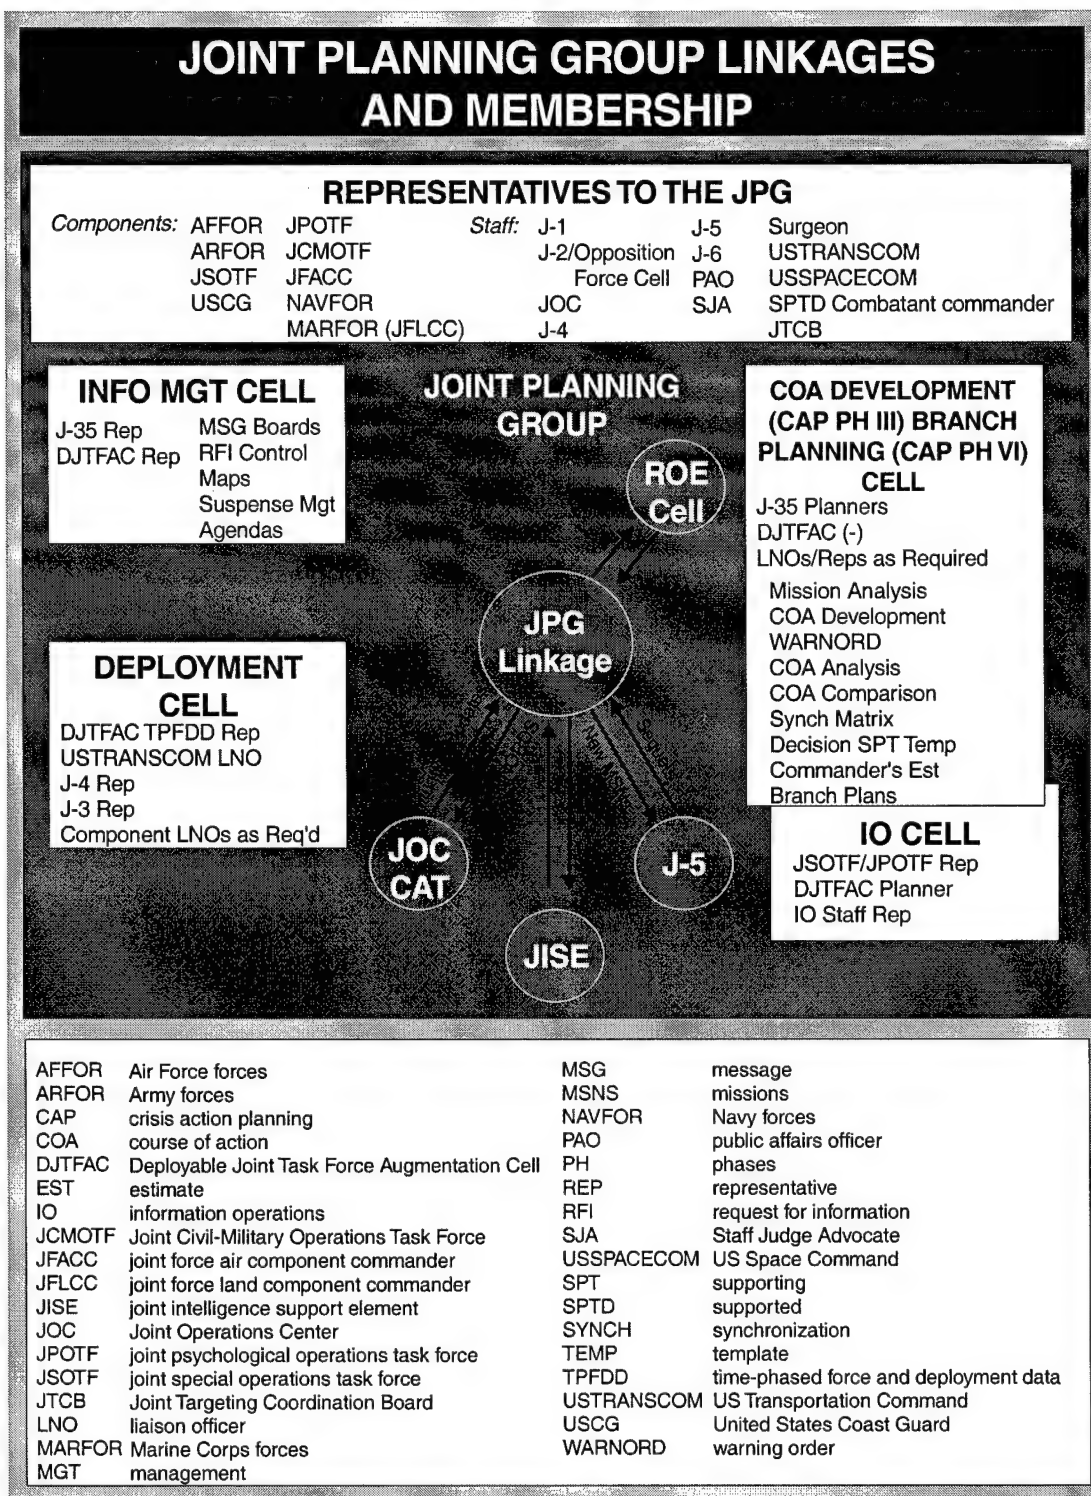 JOINT PLANNING GROUP LINKAGES
AND MEMBERSHIP
REPRESENTATIVES TO THE JPG
Components: AFFOR JPOTF Staff: J-1 J-5 Surgeon
ARFOR JCMOTF J-2/Opposition J-6 USTRANSCOM
JSOTF JFACC Force Cell PAO USSPACECOM
USCG NAVFOR JOC SJA SPTD Combatant commander
MARFOR (JFLCC) J-4 JTCB
INFO MGT CELL
J-35 Rep MSG Boards
DJTFAC Rep RFI Control
Maps
Suspense Mgt
Agendas
JOINT PLANNING
GROUP
ROE
Cell
JPG
Linkage
COA DEVELOPMENT
(CAP PH III) BRANCH
PLANNING (CAP PH VI)
CELL
J-35 Planners
DJTFAC (-)
LNOs/Reps as Required
Mission Analysis
COA Development
WARNORD
COA Analysis
COA Comparison
Synch Matrix
Decision SPT Temp
Commander's Est
Branch Plans
DEPLOYMENT
CELL
DJTFAC TPFDD Rep
USTRANSCOM LNO
J-4 Rep
J-3 Rep
Component LNOs as Req'd
Sequels
JOC
CAT
J-5
JISE
IO CELL
JSOTF/JPOTF Rep
DJTFAC Planner
IO Staff Rep
AFFOR Air Force forces
ARFOR Army forces
CAP crisis action planning
COA course of action
DJTFAC Deployable Joint Task Force Augmentation Cell
EST estimate
IO information operations
JCMOTF Joint Civil-Military Operations Task Force
JFACC joint force air component commander
JFLCC joint force land component commander
JISE joint intelligence support element
JOC Joint Operations Center
JPOTF joint psychological operations task force
JSOTF joint special operations task force
JTCB Joint Targeting Coordination Board
LNO liaison officer
MARFOR Marine Corps forces
MGT management
MSG message
MSNS missions
NAVFOR Navy forces
PAO public affairs officer
PH phases
REP representative
RFI request for information
SJA Staff Judge Advocate
USSPACECOM US Space Command
SPT supporting
SPTD supported
SYNCH synchronization
TEMP template
TPFDD time-phased force and deployment data
USTRANSCOM US Transportation Command
USCG United States Coast Guard
WARNORD warning order